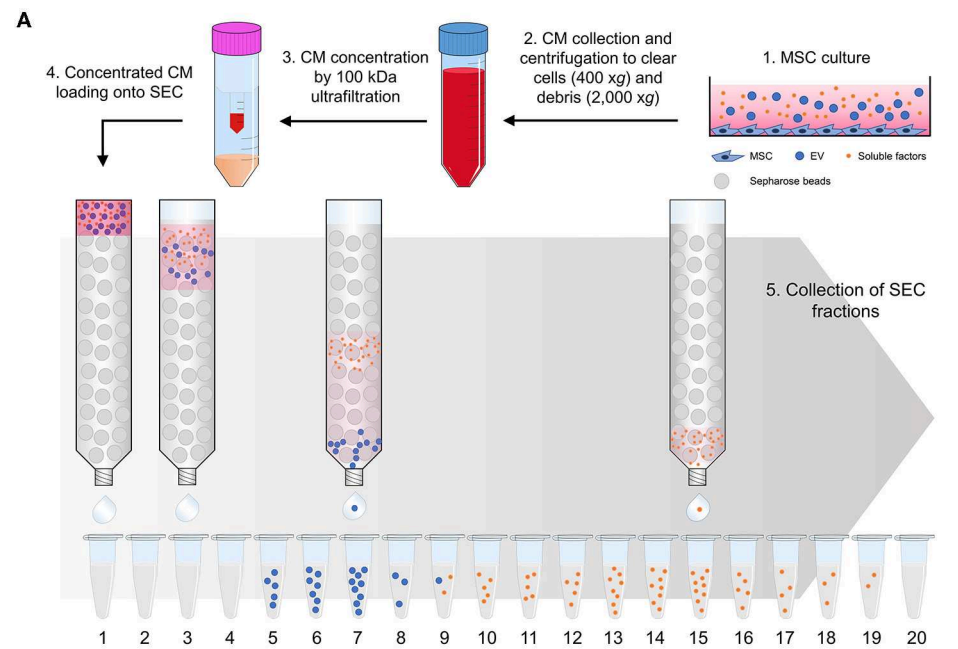 A
4. Concentrated CM
loading onto SEC
3. CM concentration
by 100 kDa
ultrafiltration
2. CM collection and
centrifugation to clear
cells (400 xg) and
debris (2,000 xg)
1. MSC culture
MSC EV Soluble factors
Sepharose beads
5. Collection of SEC
fractions
1 2 3 4 5 6 7 8 9 10 11 12 13 14 15 16 17 18 19 20